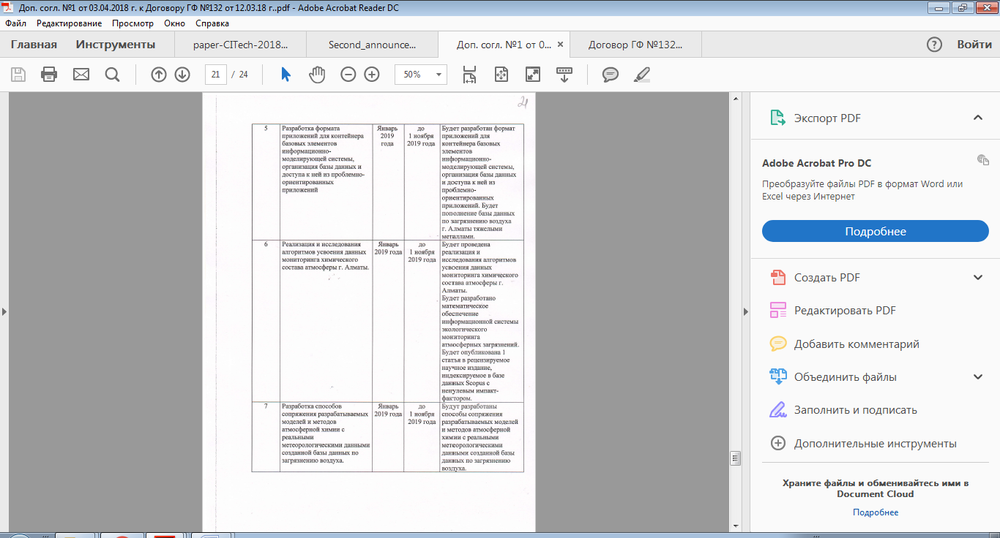 Доп. согл. №1 от 03.04.2018 г. к Договору ГФ №132 от 12.03.18 г..pdf - Adobe Acrobat Reader DC
Файл Редактирование Просмотр Окно Справка
Главная Инструменты paper-CITech-2018... Second_announce... Доп. согл. №1 от 0... × Договор ГФ №132... Войти
21 / 24 50%
21
5
Разработка формата
приложений для контейнера
базовых элементов
информационно-
моделирующей системы,
организация базы данных и
доступа к ней из проблемно-
ориентированных
приложений
Январь
2019
года
до
1 ноября
2019 года
Будет разработан формат
приложений для
контейнера базовых
элементов
информационно-
моделирующей системы,
организация базы данных
и доступа к ней из
проблемно-
ориентированных
приложений. Будет
пополнение базы данных
по загрязнению воздуха
г. Алматы тяжелыми
металлами.
6
Реализация и исследования
алгоритмов усвоения данных
мониторинга химического
состава атмосферы г. Алматы.
Январь
2019 года
до
1 ноября
2019 года
Будет проведена
реализация и
исследования алгоритмов
усвоения данных
мониторинга химического
состава атмосферы г.
Алматы.
Будет разработано
математическое
обеспечение
информационной системы
экологического
мониторинга
атмосферных загрязнений.
Будет опубликована 1
статья в рецензируемое
научное издание,
индексируемое в базе
данных Scopus с
ненулевым импакт-
фактором.
7
Разработка способов
сопряжения разрабатываемых
моделей и методов
атмосферной химии с
реальными
метеорологическими данными
созданной базы данных по
загрязнению воздуха.
Январь
2019 года
до
1 ноября
2019 года
Будут разработаны
способы сопряжения
разрабатываемых моделей
и методов атмосферной
химии с реальными
метеорологическими
данными созданной базы
данных по загрязнению
воздуха.
Экспорт PDF
Adobe Acrobat Pro DC
Преобразуйте файлы PDF в формат Word или
Excel через Интернет
Подробнее
Создать PDF
Редактировать PDF
Добавить комментарий
Объединить файлы
Заполнить и подписать
Дополнительные инструменты
Храните файлы и обменивайтесь ими в
Document Cloud
Подробнее